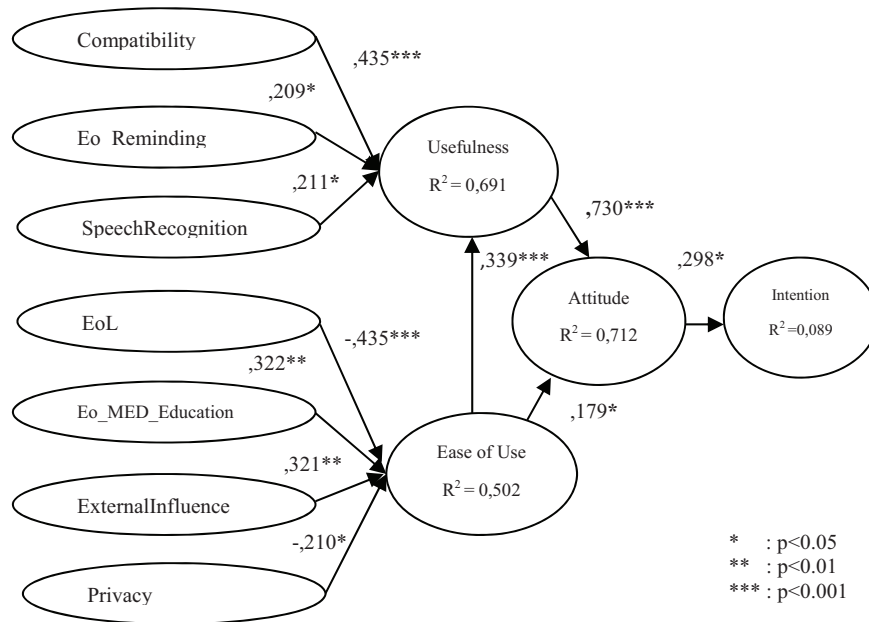 Compatibility
,435***
,209*
Eo_Reminding
Usefulness
R² = 0,691
,211*
SpeechRecognition
,730***
,339***
,298*
EoL
Attitude
R² = 0,712
Intention
R² =0,089
-,435***
,322**
Eo_MED_Education
,179*
,321**
Ease of Use
R² = 0,502
ExternalInfluence
-,210*
Privacy
* : p<0.05
** : p<0.01
*** : p<0.001